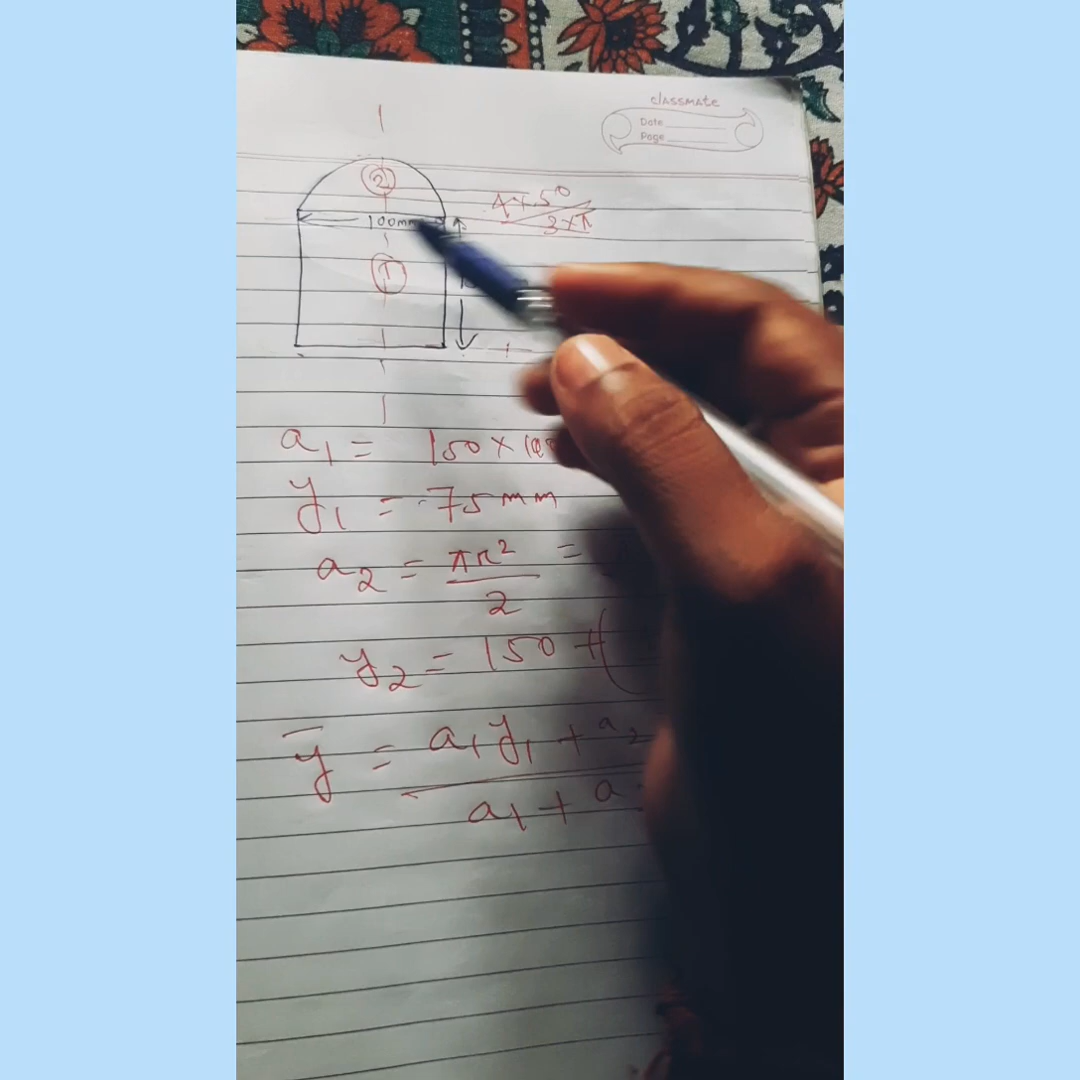 classmate
Date
Page
2
4×50
3×π
100mm
1
a1 = 150×100
y1 = 75mm
a2 = πr² =
2
y2 = 150 + (
y̅ = a1y1 + a2
a1 + a